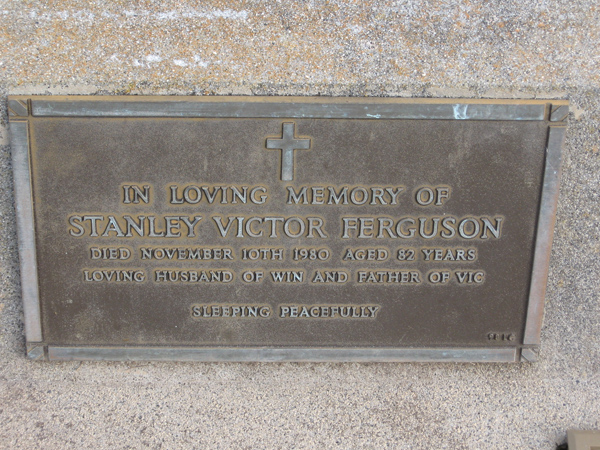 IN LOVING MEMORY OF
STANLEY VICTOR FERGUSON
DIED NOVEMBER 10TH 1980 AGED 82 YEARS
LOVING HUSBAND OF WIN AND FATHER OF VIC
SLEEPING PEACEFULLY